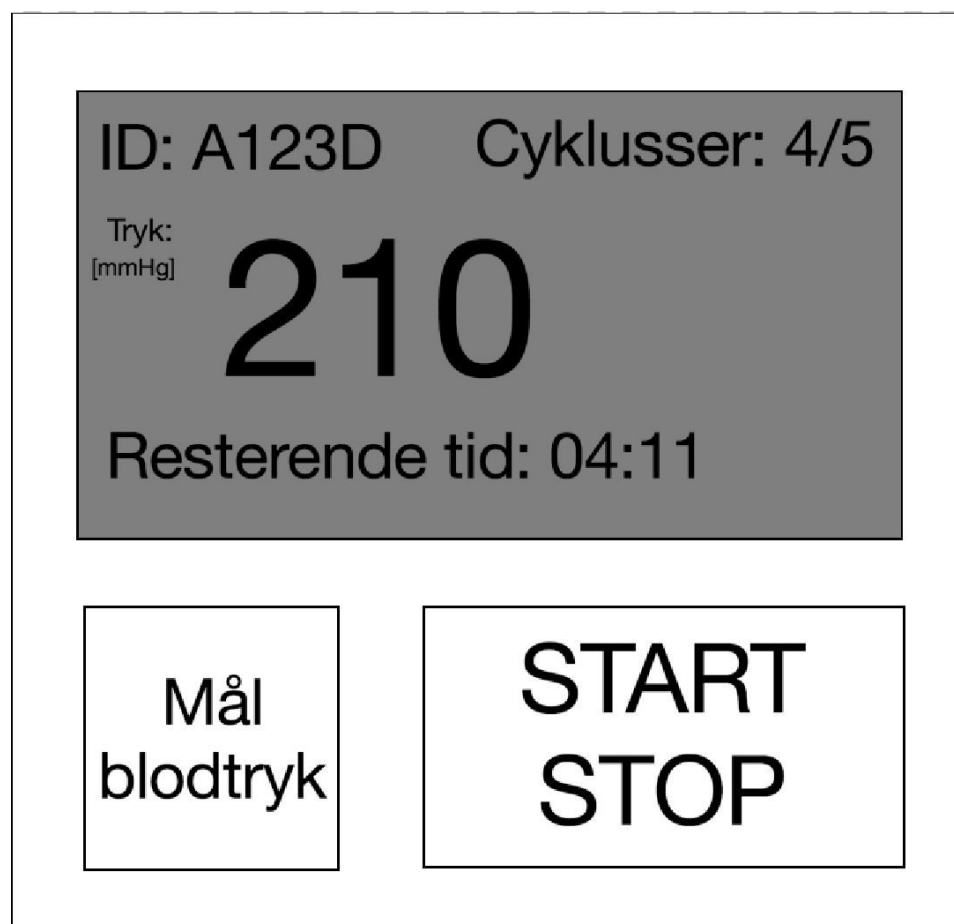 ID: A123D Cyklusser: 4/5
Tryk:
[mmHg]
210
Resterende tid: 04:11
Mål
blodtryk
START
STOP